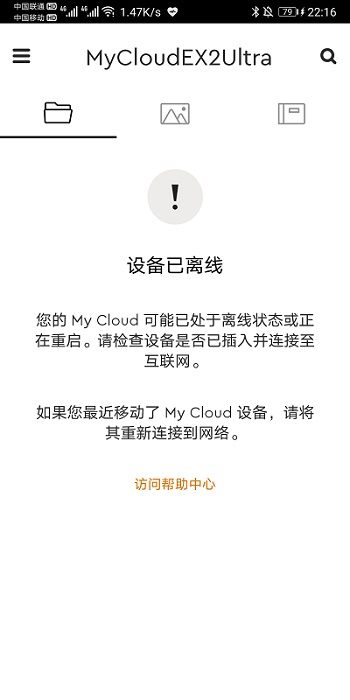 中国联通 HD 4G 4G 1.47K/s 79 22:16
中国移动 HD
MyCloudEX2Ultra
!
设备已离线
您的 My Cloud 可能已处于离线状态或正
在重启。请检查设备是否已插入并连接至
互联网。
如果您最近移动了 My Cloud 设备，请将
其重新连接到网络。
访问帮助中心